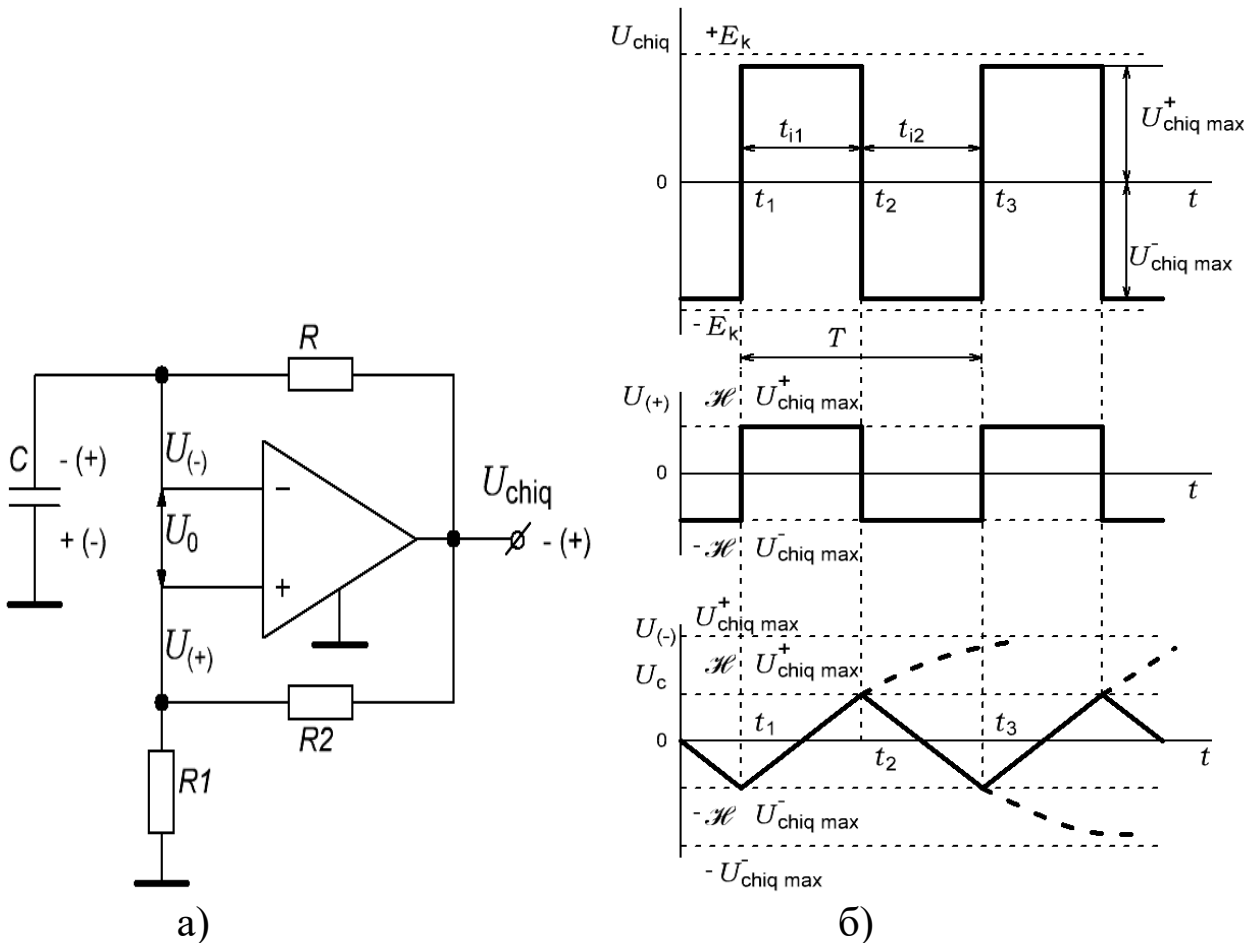 R
C
- (+)
+ (-)
U(-)
U0
U(+)
−
+
Uchiq
- (+)
R2
R1
а)
Uchiq
+Ek
ti1
ti2
U+chiq max
0
t1
t2
t3
t
U-chiq max
- Ek
T
U(+)
ℋ U+chiq max
0
t
- ℋ U-chiq max
U(-)
U+chiq max
Uc
ℋ U+chiq max
t1
t3
0
t2
t
- ℋ U-chiq max
- U-chiq max
б)